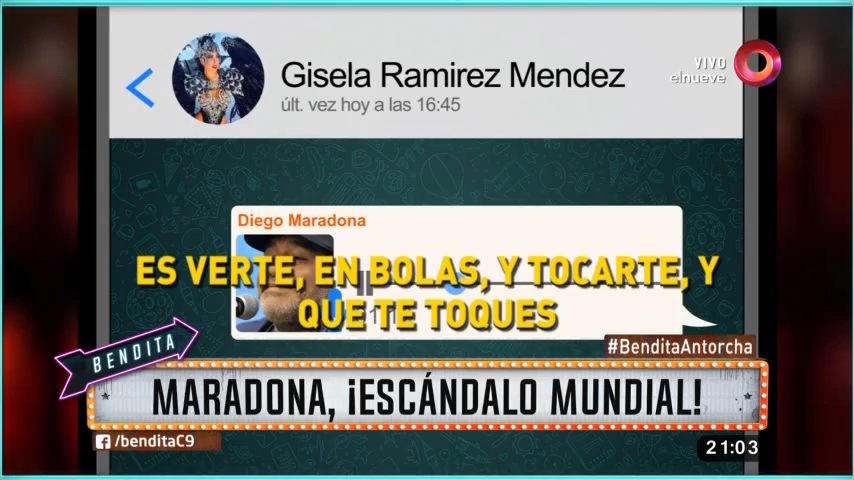 Gisela Ramirez Mendez
últ. vez hoy a las 16:45
VIVO
elnueve
Diego Maradona
ES VERTE, EN BOLAS, Y TOCARTE, Y
QUE TE TOQUES
#BenditaAntorcha
BENDITA
MARADONA, ¡ESCÁNDALO MUNDIAL!
/benditaC9
21:03